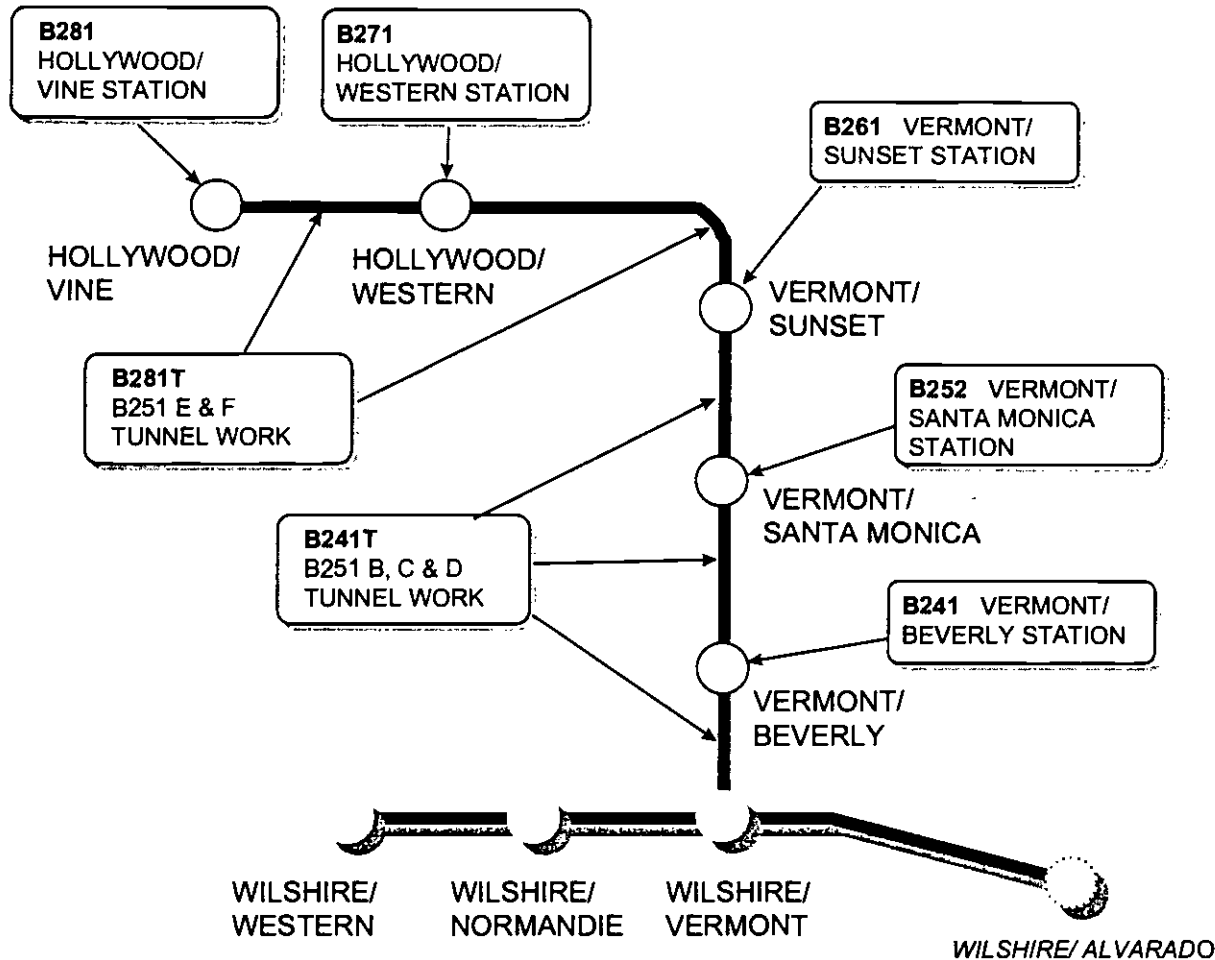 B281
HOLLYWOOD/
VINE STATION
B271
HOLLYWOOD/
WESTERN STATION
B261 VERMONT/
SUNSET STATION
HOLLYWOOD/
VINE
HOLLYWOOD/
WESTERN
VERMONT/
SUNSET
B281T
B251 E & F
TUNNEL WORK
B252 VERMONT/
SANTA MONICA
STATION
VERMONT/
SANTA MONICA
B241T
B251 B, C & D
TUNNEL WORK
B241 VERMONT/
BEVERLY STATION
VERMONT/
BEVERLY
WILSHIRE/
WESTERN
WILSHIRE/
NORMANDIE
WILSHIRE/
VERMONT
WILSHIRE/ ALVARADO